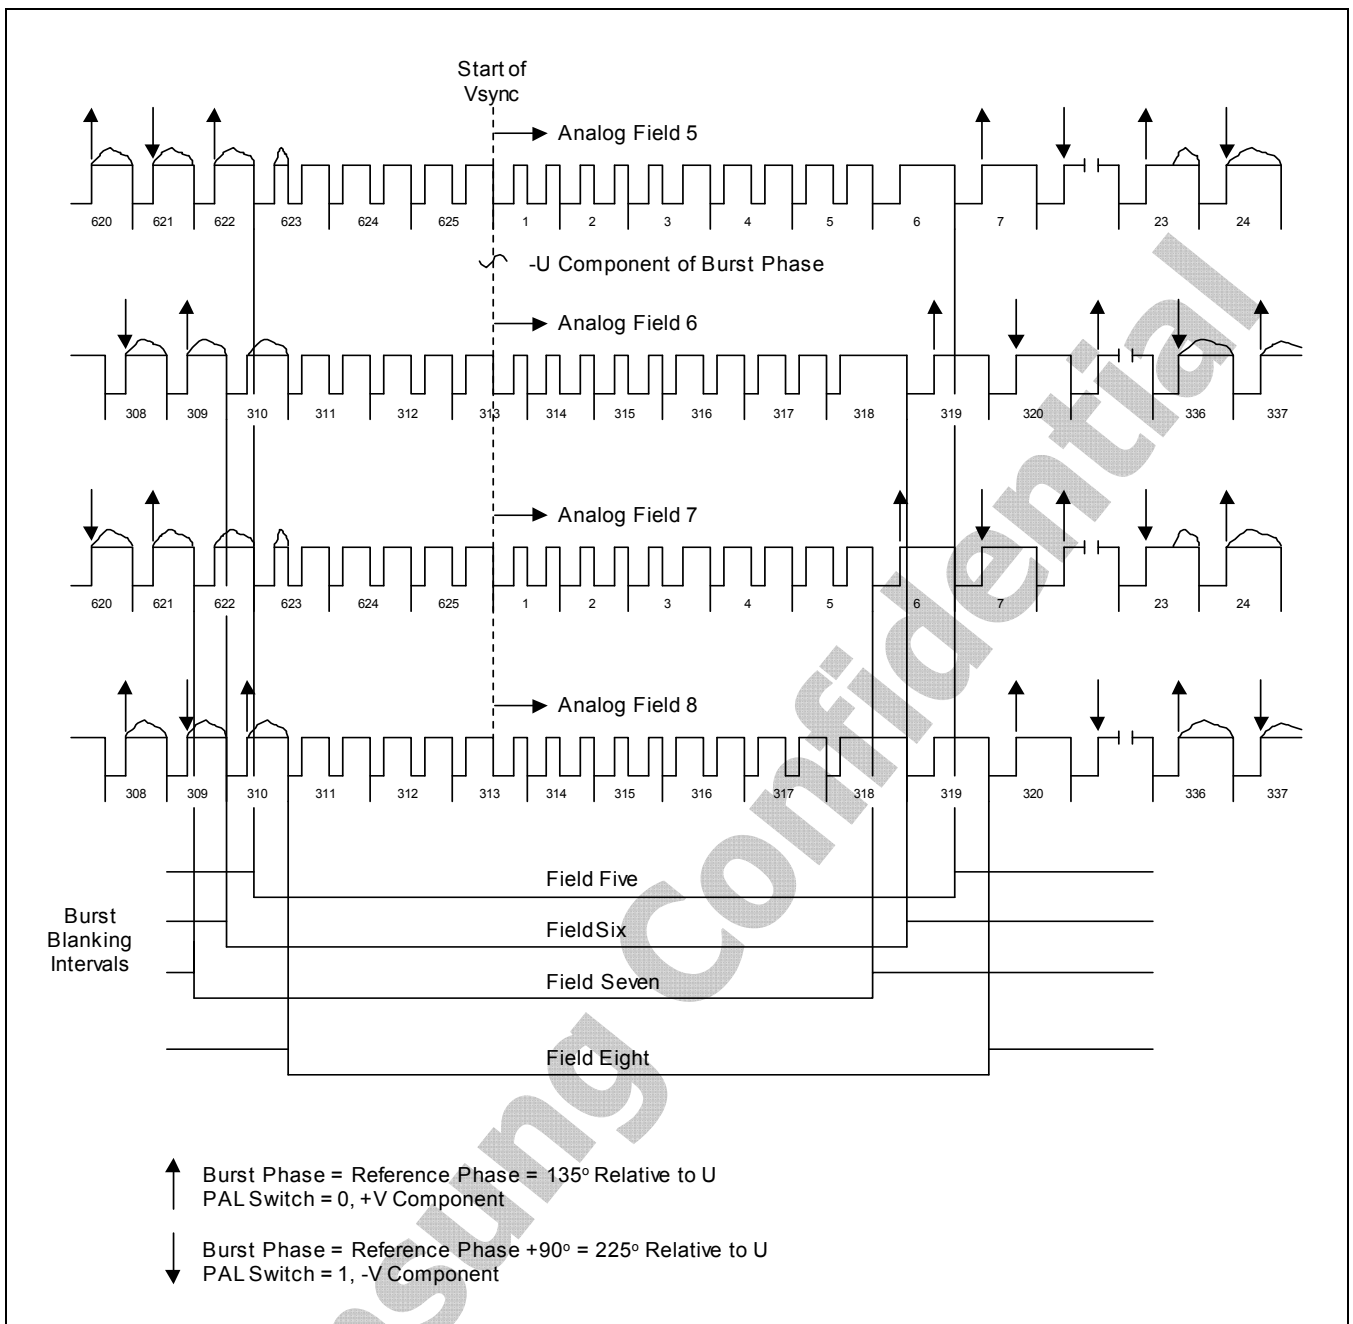 Start of
Vsync
Analog Field 5
620 621 622 623 624 625 1 2 3 4 5 6 7 23 24
-U Component of Burst Phase
Analog Field 6
308 309 310 311 312 313 314 315 316 317 318 319 320 336 337
Analog Field 7
620 621 622 623 624 625 1 2 3 4 5 6 7 23 24
Analog Field 8
308 309 310 311 312 313 314 315 316 317 318 319 320 336 337
Burst
Blanking
Intervals
Field Five
Field Six
Field Seven
Field Eight
Burst Phase = Reference Phase = 135° Relative to U
PAL Switch = 0, +V Component
Burst Phase = Reference Phase +90° = 225° Relative to U
PAL Switch = 1, -V Component
sung Confidential